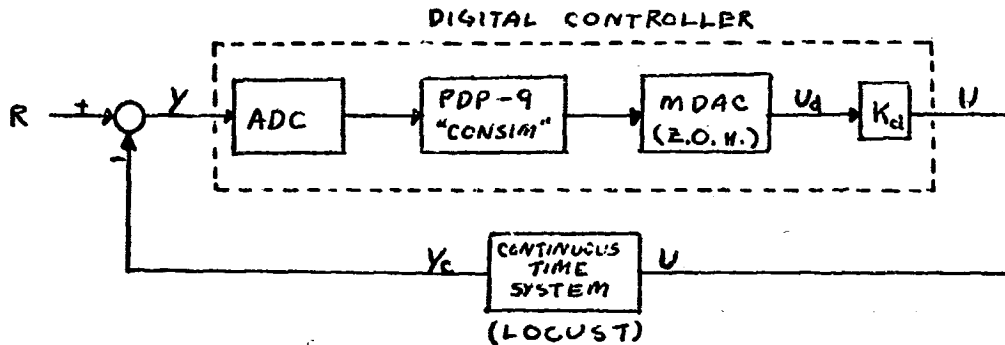 DIGITAL CONTROLLER
R
+
-
Y
ADC
PDP-9
"CONSIM"
MDAC
(Z.O.H.)
Ud
Kd
U
Yc
CONTINUOUS
TIME
SYSTEM
U
(LOCUST)